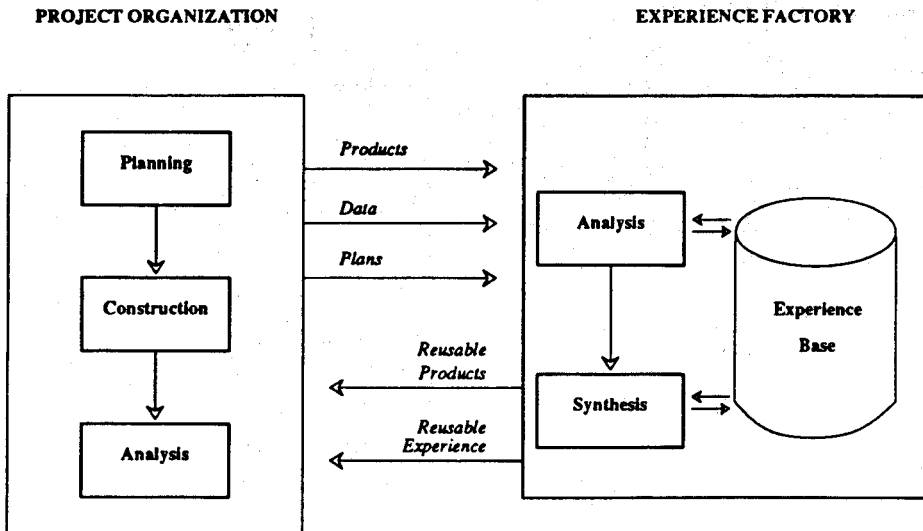 PROJECT ORGANIZATION
EXPERIENCE FACTORY
Planning
Construction
Analysis
Products
Data
Plans
Reusable
Products
Reusable
Experience
Analysis
Synthesis
Experience
Base